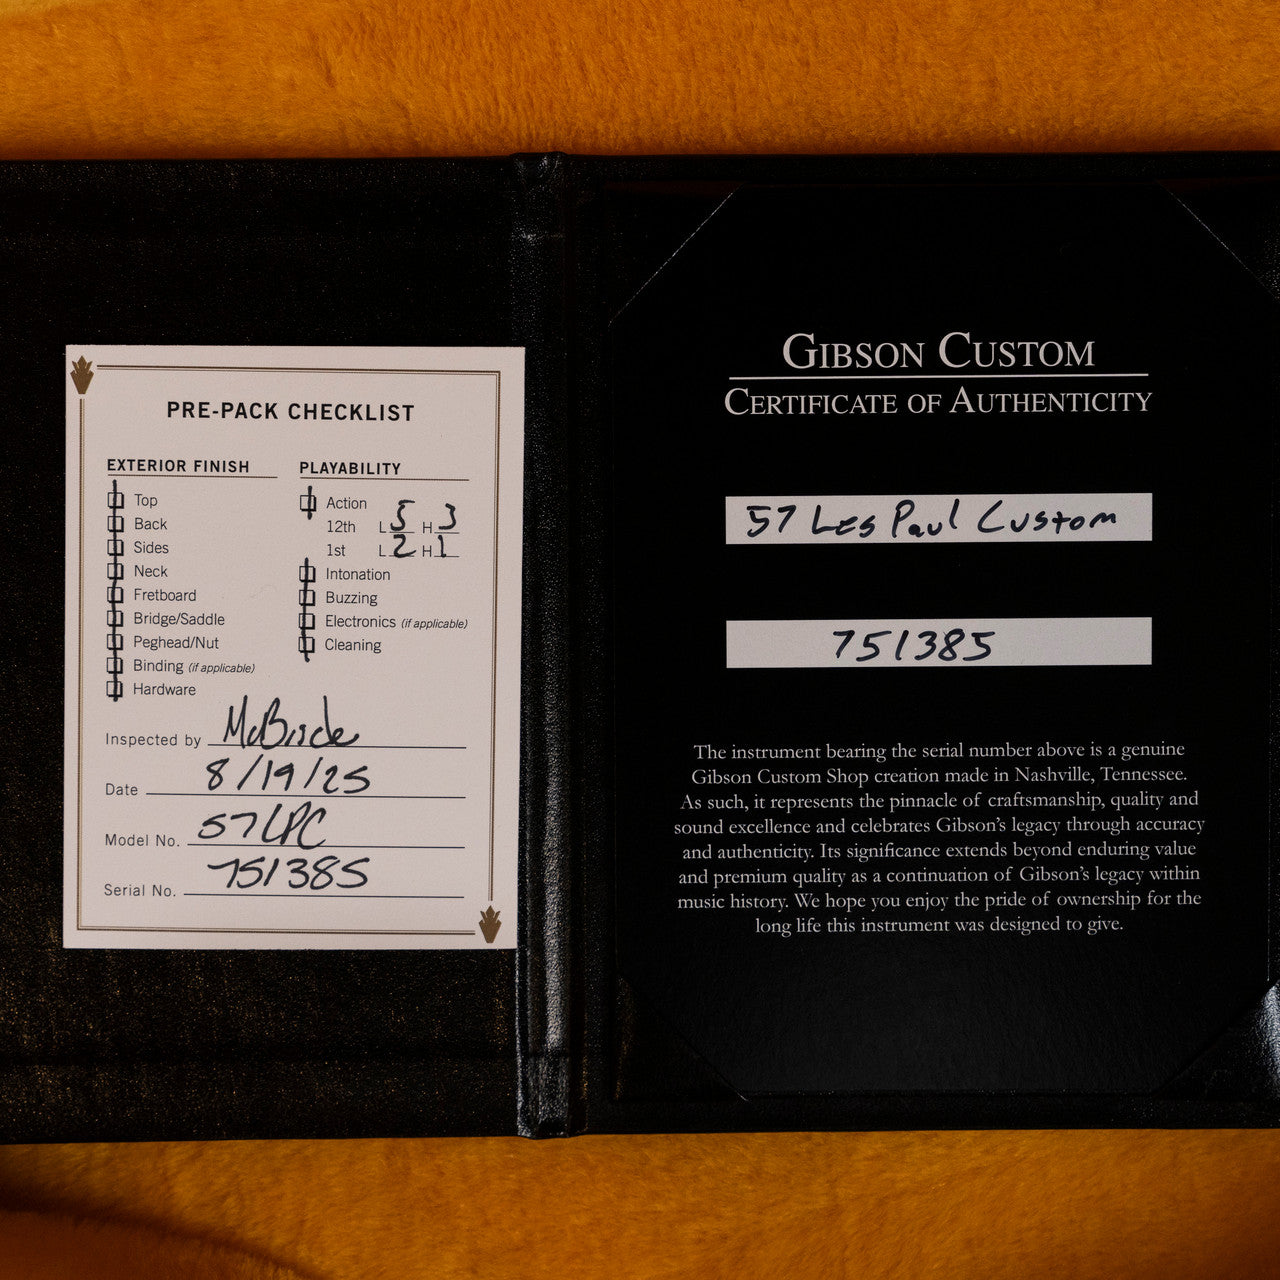 PRE-PACK CHECKLIST
EXTERIOR FINISH
Top
Back
Sides
Neck
Fretboard
Bridge/Saddle
Peghead/Nut
Binding (if applicable)
Hardware
PLAYABILITY
Action
12th L 5 H 3
1st L 2 H 1
Intonation
Buzzing
Electronics (if applicable)
Cleaning
Inspected by McBride
Date 8/19/25
Model No. 57LPC
Serial No. 751385
GIBSON CUSTOM
CERTIFICATE OF AUTHENTICITY
57 Les Paul Custom
751385
The instrument bearing the serial number above is a genuine
Gibson Custom Shop creation made in Nashville, Tennessee.
As such, it represents the pinnacle of craftsmanship, quality and
sound excellence and celebrates Gibson's legacy through accuracy
and authenticity. Its significance extends beyond enduring value
and premium quality as a continuation of Gibson's legacy within
music history. We hope you enjoy the pride of ownership for the
long life this instrument was designed to give.